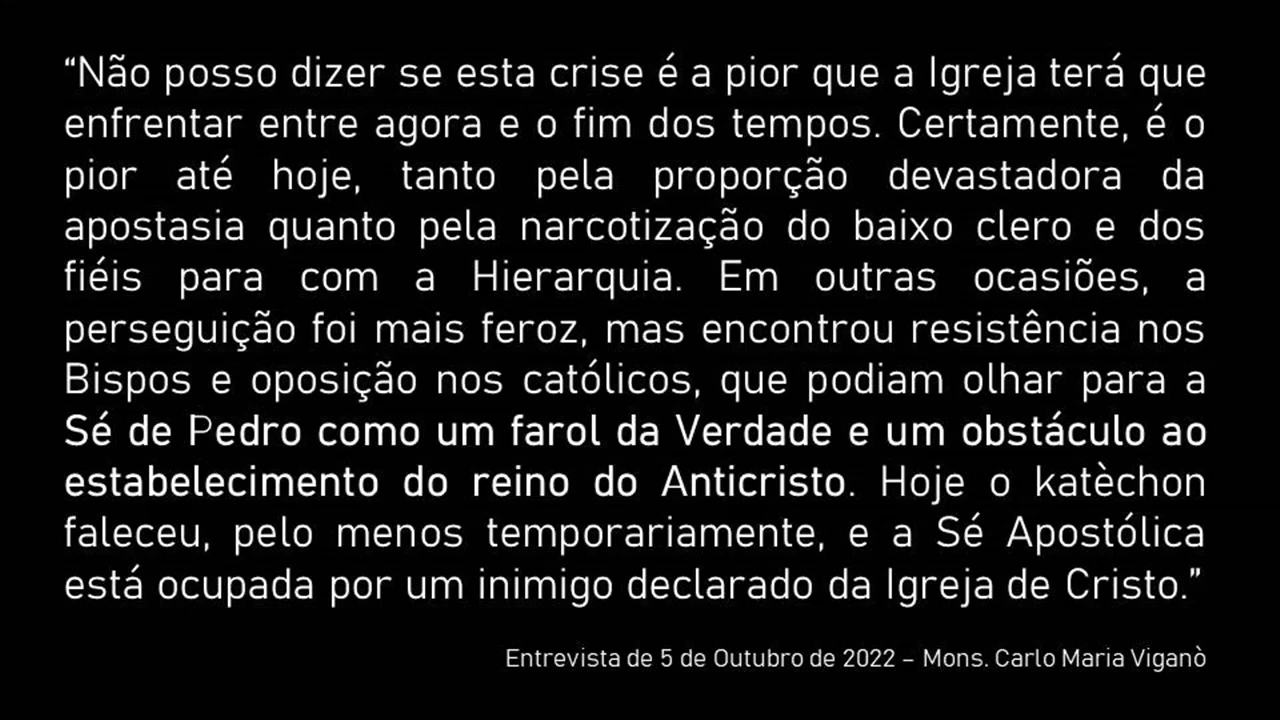 “Não posso dizer se esta crise é a pior que a Igreja terá que
enfrentar entre agora e o fim dos tempos. Certamente, é o
pior até hoje, tanto pela proporção devastadora da
apostasia quanto pela narcotização do baixo clero e dos
fiéis para com a Hierarquia. Em outras ocasiões, a
perseguição foi mais feroz, mas encontrou resistência nos
Bispos e oposição nos católicos, que podiam olhar para a
Sé de Pedro como um farol da Verdade e um obstáculo ao
estabelecimento do reino do Anticristo. Hoje o katèchon
faleceu, pelo menos temporariamente, e a Sé Apostólica
está ocupada por um inimigo declarado da Igreja de Cristo.”
Entrevista de 5 de Outubro de 2022 – Mons. Carlo Maria Viganò